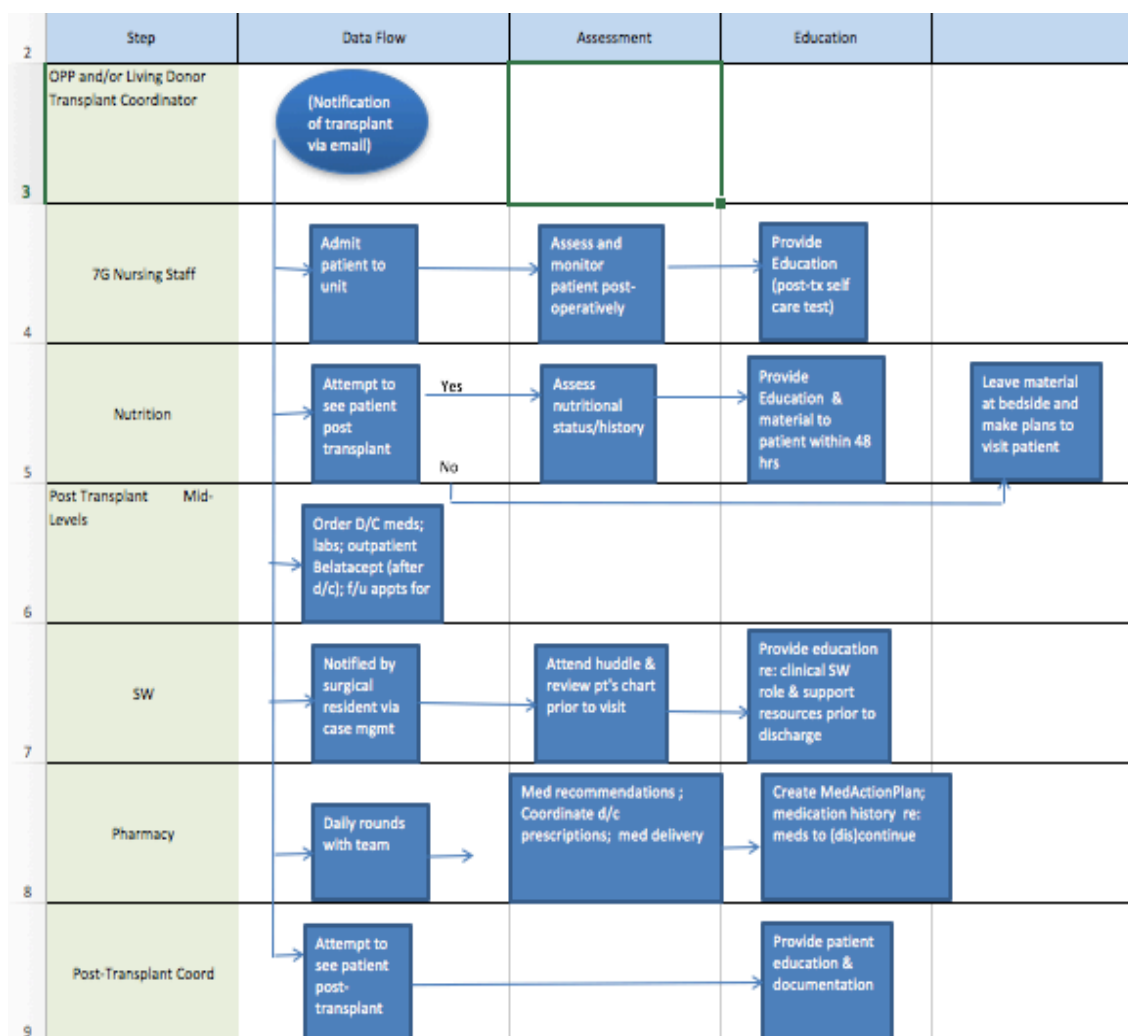 Step
Data Flow
Assessment
Education
2
OPP and/or Living Donor
Transplant Coordinator
(Notification
of transplant
via email)
3
7G Nursing Staff
Admit
patient to
unit
Assess and
monitor
patient post-
operatively
Provide
Education
(post-tx self
care test)
4
Nutrition
Attempt to
see patient
post
transplant
Yes
No
Assess
nutritional
status/history
Provide
Education &
material to
patient within 48
hrs
Leave material
at bedside and
make plans to
visit patient
5
Post Transplant Mid-
Levels
Order D/C meds;
labs; outpatient
Belatacept (after
d/c); f/u appts for
6
SW
Notified by
surgical
resident via
case mgmt
Attend huddle &
review pt's chart
prior to visit
Provide education
re: clinical SW
role & support
resources prior to
discharge
7
Pharmacy
Daily rounds
with team
Med recommendations ;
Coordinate d/c
prescriptions; med delivery
Create MedActionPlan;
medication history re:
meds to (dis)continue
8
Post-Transplant Coord
Attempt to
see patient
post-
transplant
Provide patient
education &
documentation
9